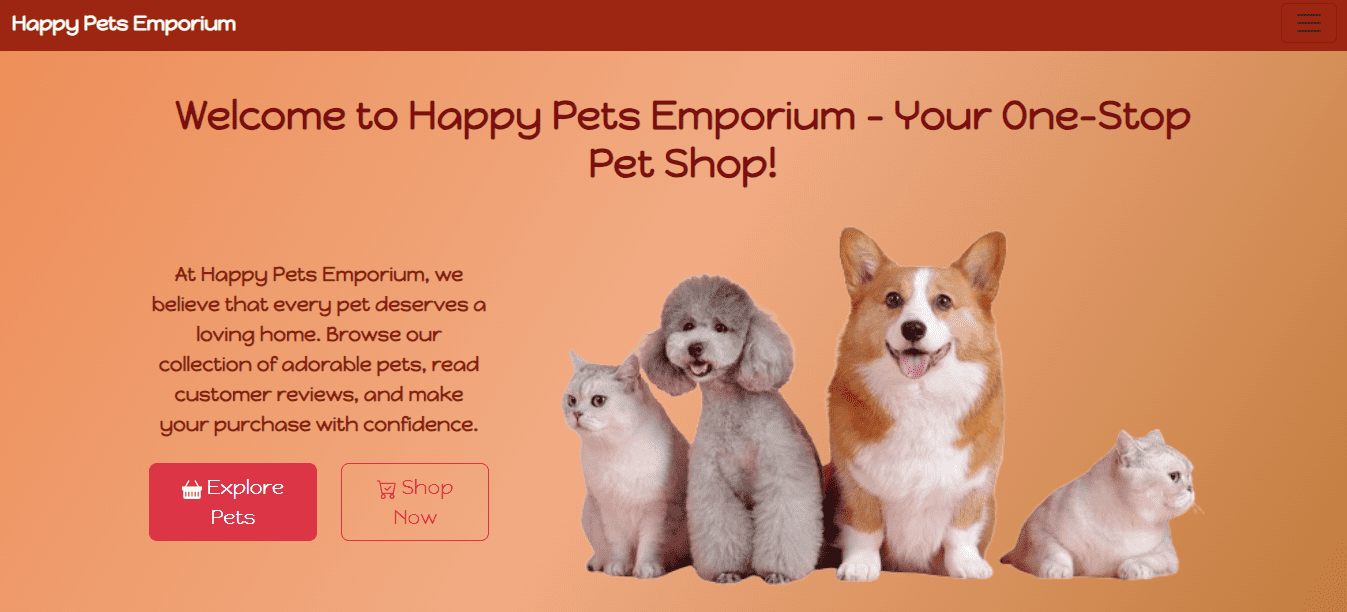 Happy Pets Emporium
Welcome to Happy Pets Emporium - Your One-Stop
Pet Shop!
At Happy Pets Emporium, we
believe that every pet deserves a
loving home. Browse our
collection of adorable pets, read
customer reviews, and make
your purchase with confidence.
Explore
Pets
Shop
Now